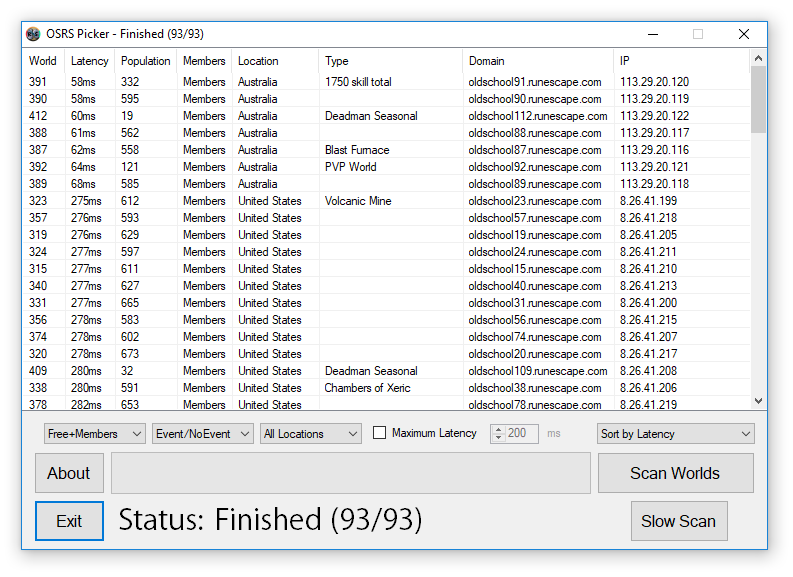 OSRS Picker - Finished (93/93)
World Latency Population Members Location Type Domain IP
391 58ms 332 Members Australia 1750 skill total oldschool91.runescape.com 113.29.20.120
390 58ms 595 Members Australia oldschool90.runescape.com 113.29.20.119
412 60ms 19 Members Australia Deadman Seasonal oldschool112.runescape.com 113.29.20.122
388 61ms 562 Members Australia oldschool88.runescape.com 113.29.20.117
387 62ms 558 Members Australia Blast Furnace oldschool87.runescape.com 113.29.20.116
392 64ms 121 Members Australia PVP World oldschool92.runescape.com 113.29.20.121
389 68ms 585 Members Australia oldschool89.runescape.com 113.29.20.118
323 275ms 612 Members United States Volcanic Mine oldschool23.runescape.com 8.26.41.199
357 276ms 593 Members United States oldschool57.runescape.com 8.26.41.218
319 276ms 629 Members United States oldschool19.runescape.com 8.26.41.205
324 277ms 597 Members United States oldschool24.runescape.com 8.26.41.211
315 277ms 611 Members United States oldschool15.runescape.com 8.26.41.210
340 277ms 627 Members United States oldschool40.runescape.com 8.26.41.213
331 277ms 665 Members United States oldschool31.runescape.com 8.26.41.200
356 278ms 583 Members United States oldschool56.runescape.com 8.26.41.215
374 278ms 602 Members United States oldschool74.runescape.com 8.26.41.207
320 278ms 673 Members United States oldschool20.runescape.com 8.26.41.217
409 280ms 32 Members United States Deadman Seasonal oldschool109.runescape.com 8.26.41.208
338 280ms 591 Members United States Chambers of Xeric oldschool38.runescape.com 8.26.41.206
378 282ms 653 Members United States oldschool78.runescape.com 8.26.41.219
Free+Members Event/NoEvent All Locations Maximum Latency 200 ms Sort by Latency
About Scan Worlds
Exit Status: Finished (93/93) Slow Scan